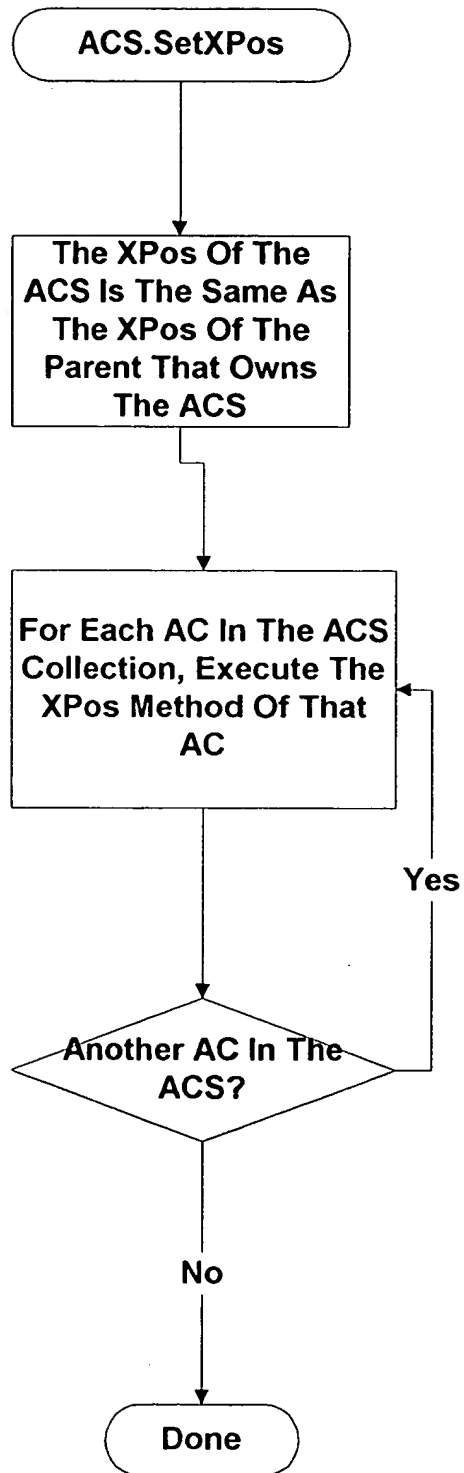 ACS.SetXPos
The XPos Of The
ACS Is The Same As
The XPos Of The
Parent That Owns
The ACS
For Each AC In The ACS
Collection, Execute The
XPos Method Of That
AC
Yes
Another AC In The
ACS?
No
Done